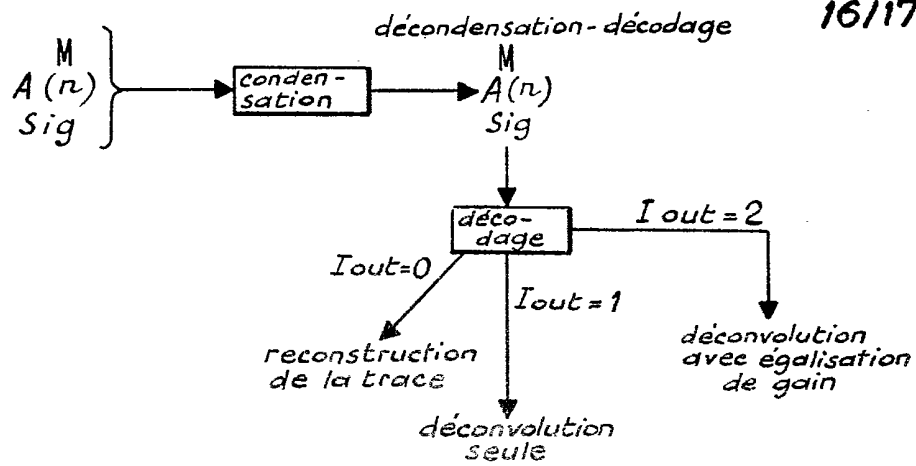 16/17
décondensation-décodage
M
A(n)
Sig
conden-
sation
M
A(n)
Sig
déco-
dage
Iout=0
Iout=1
Iout=2
reconstruction
de la trace
déconvolution
seule
déconvolution
avec égalisation
de gain